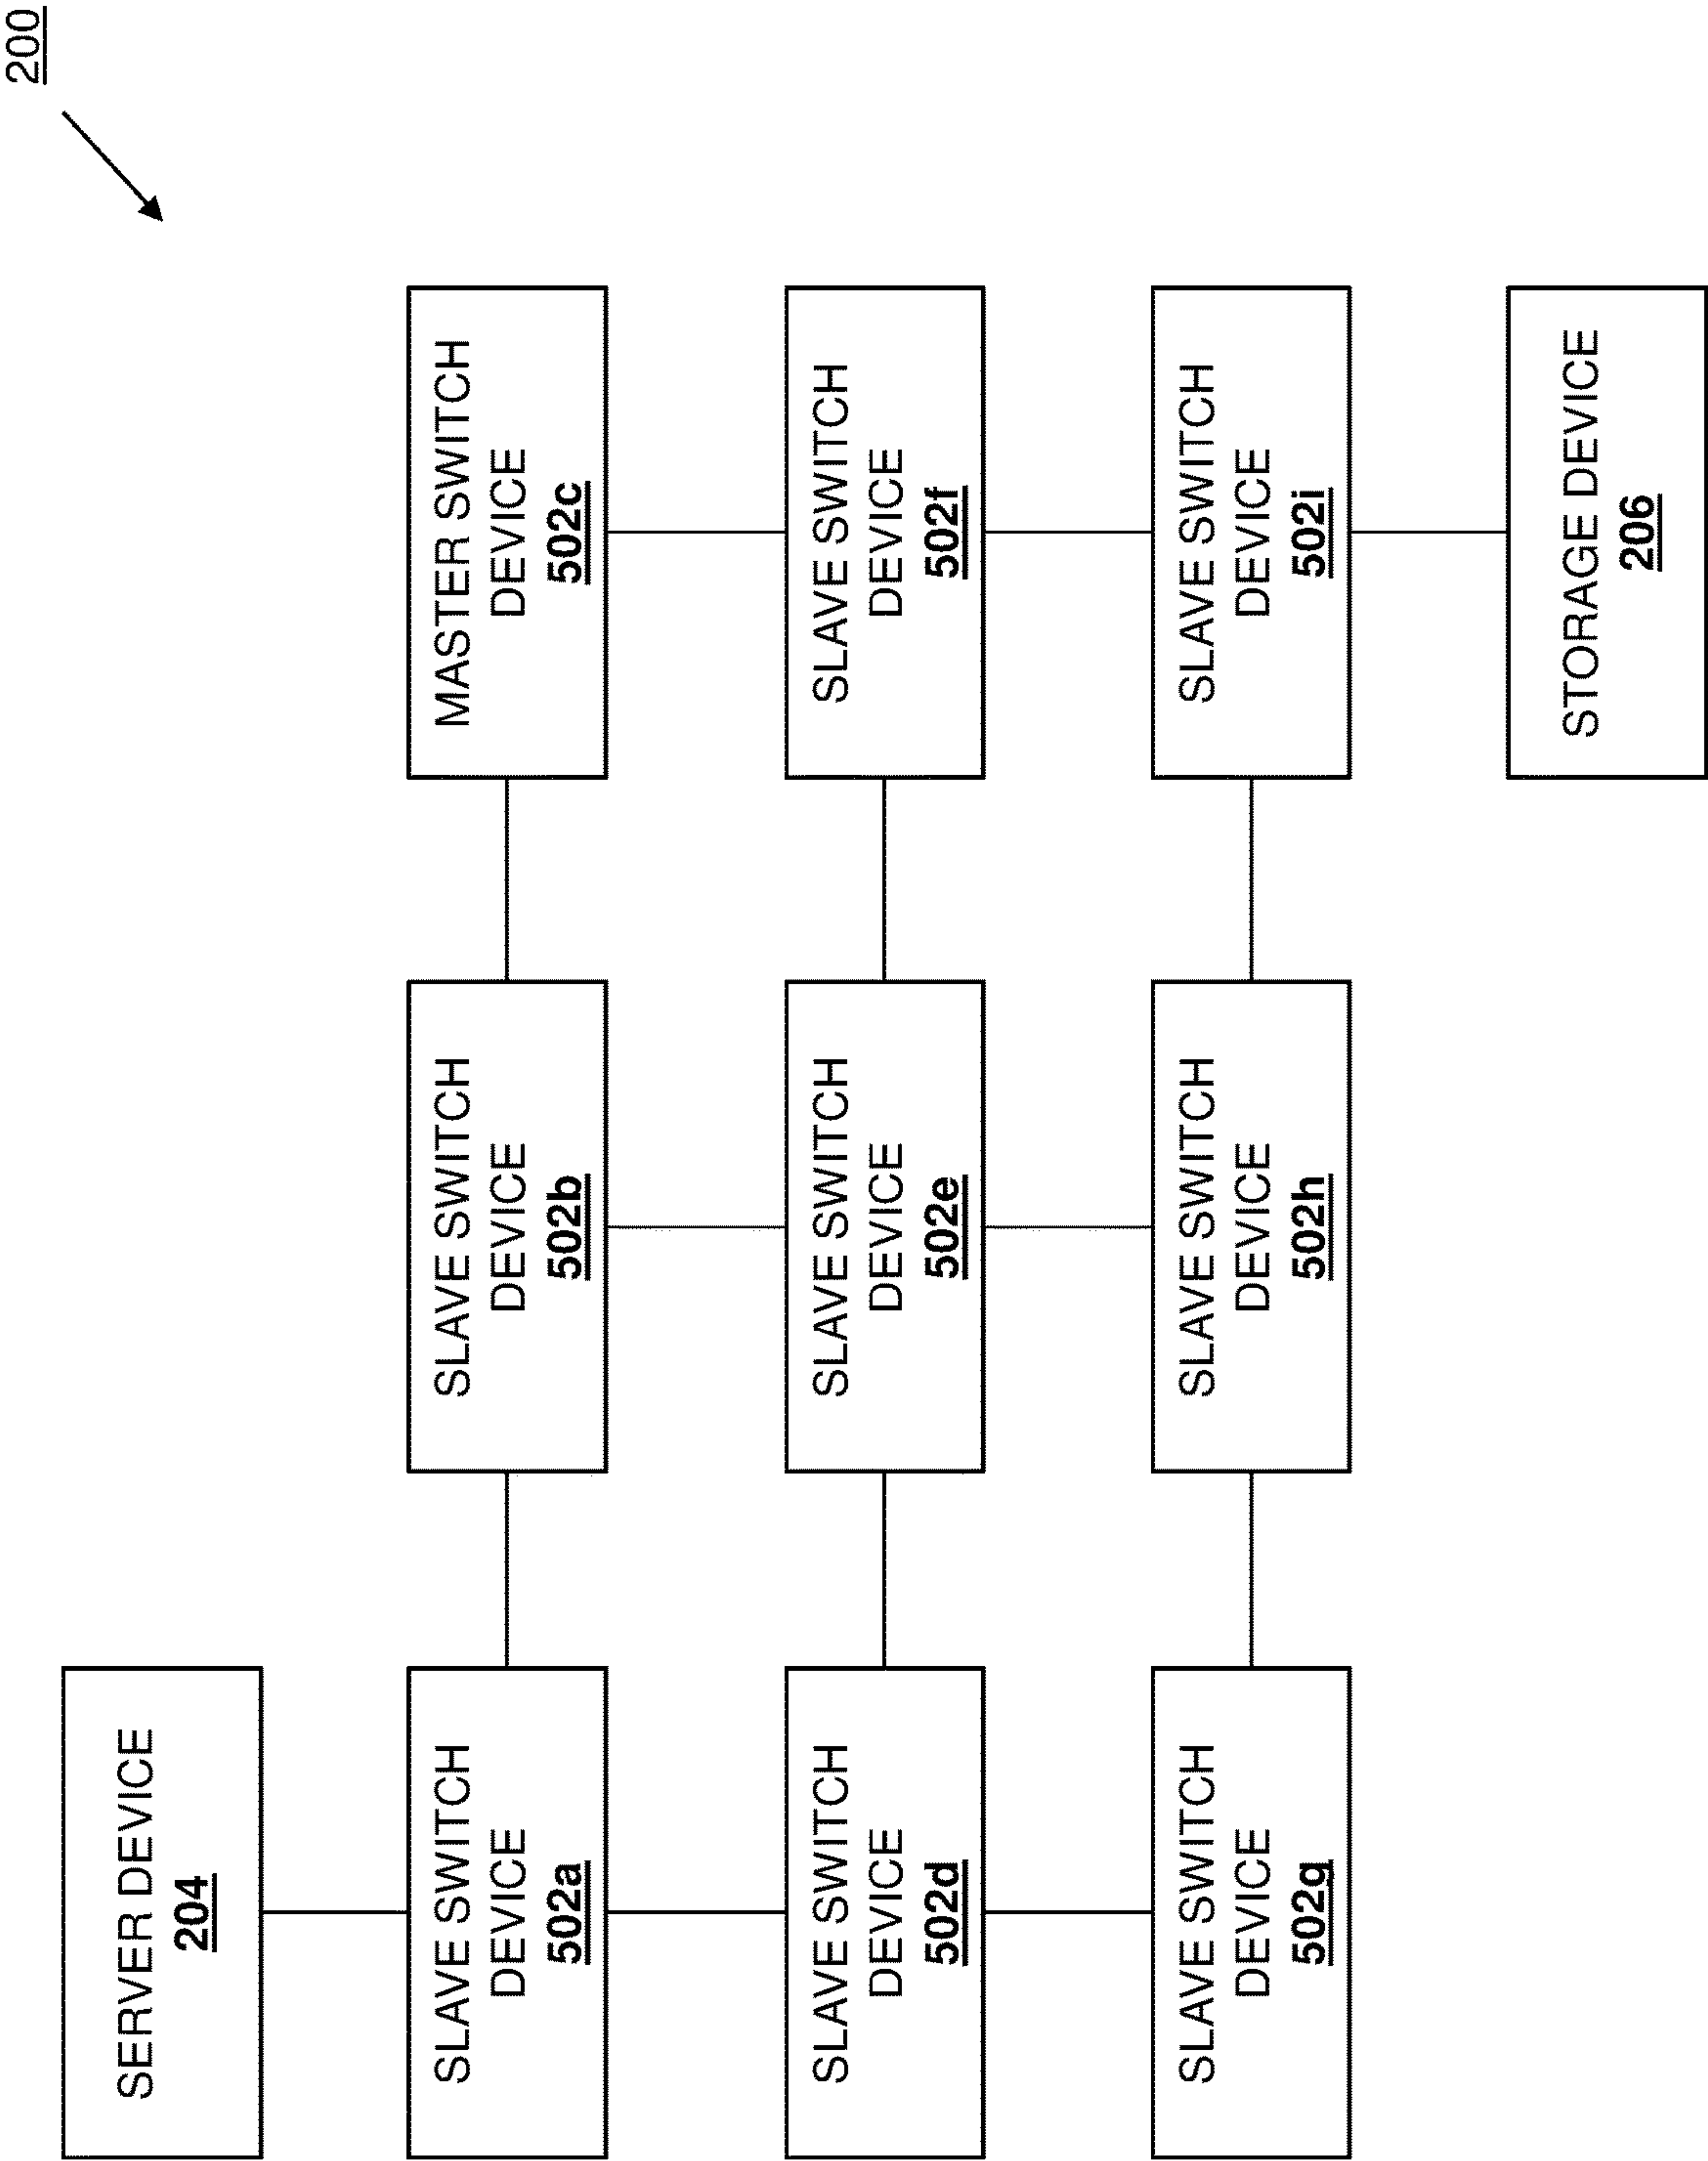 200
SERVER DEVICE
204
SLAVE SWITCH
DEVICE
502a
SLAVE SWITCH
DEVICE
502b
MASTER SWITCH
DEVICE
502c
SLAVE SWITCH
DEVICE
502d
SLAVE SWITCH
DEVICE
502e
SLAVE SWITCH
DEVICE
502f
SLAVE SWITCH
DEVICE
502g
SLAVE SWITCH
DEVICE
502h
SLAVE SWITCH
DEVICE
502i
STORAGE DEVICE
206